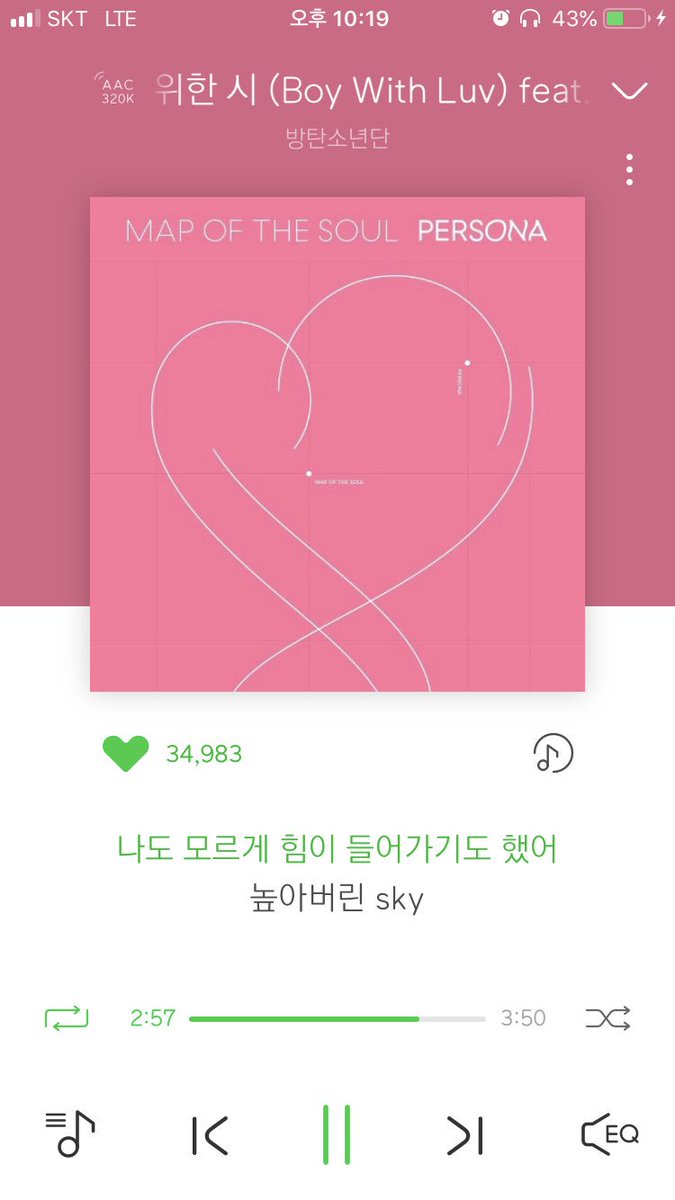 SKT LTE 오후 10:19 43%
AAC
320K
위한 시 (Boy With Luv) feat.
방탄소년단
MAP OF THE SOUL PERSONA
PERSONA
MAP OF THE SOUL
34,983
나도 모르게 힘이 들어가기도 했어
높아버린 sky
2:57 3:50
EQ